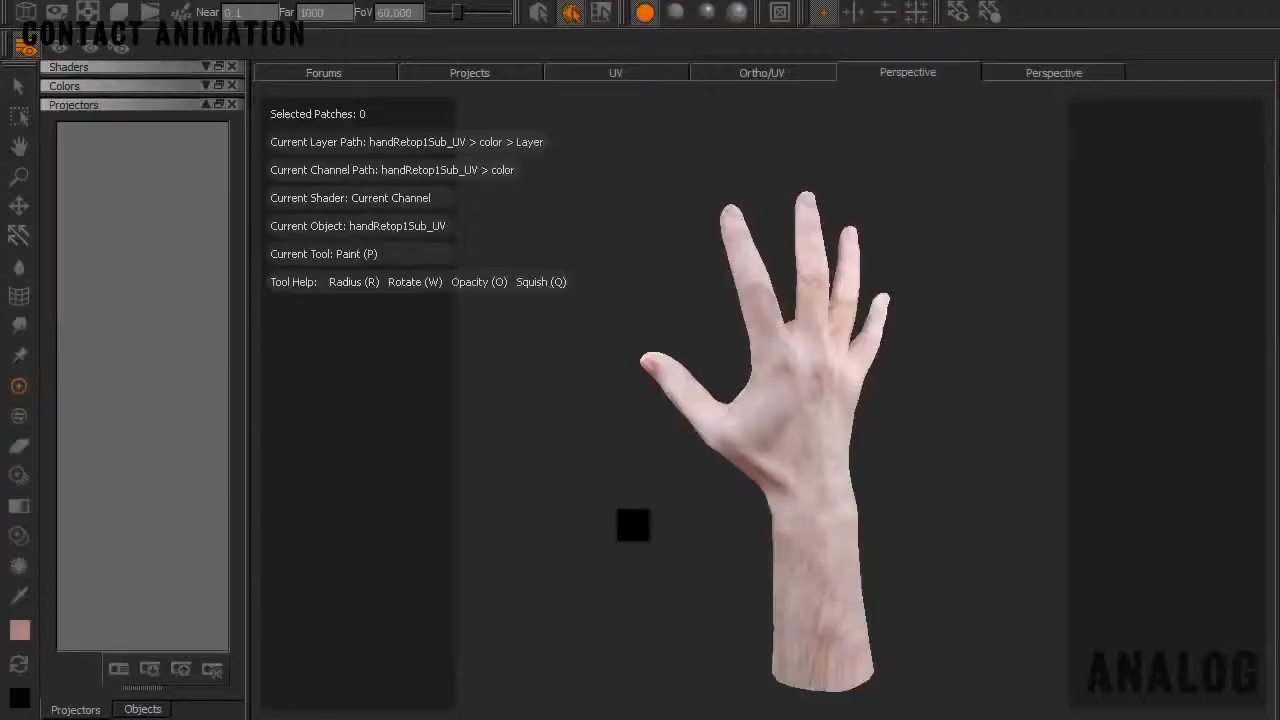 Near 0.1 Far 1000 FoV 60.000
CONTACT ANIMATION
Shaders
Colors
Projectors
Forums Projects UV Ortho/UV Perspective Perspective
Selected Patches: 0
Current Layer Path: handRetop1Sub_UV > color > Layer
Current Channel Path: handRetop1Sub_UV > color
Current Shader: Current Channel
Current Object: handRetop1Sub_UV
Current Tool: Paint (P)
Tool Help: Radius (R) Rotate (W) Opacity (O) Squish (Q)
ANALOG
Projectors Objects